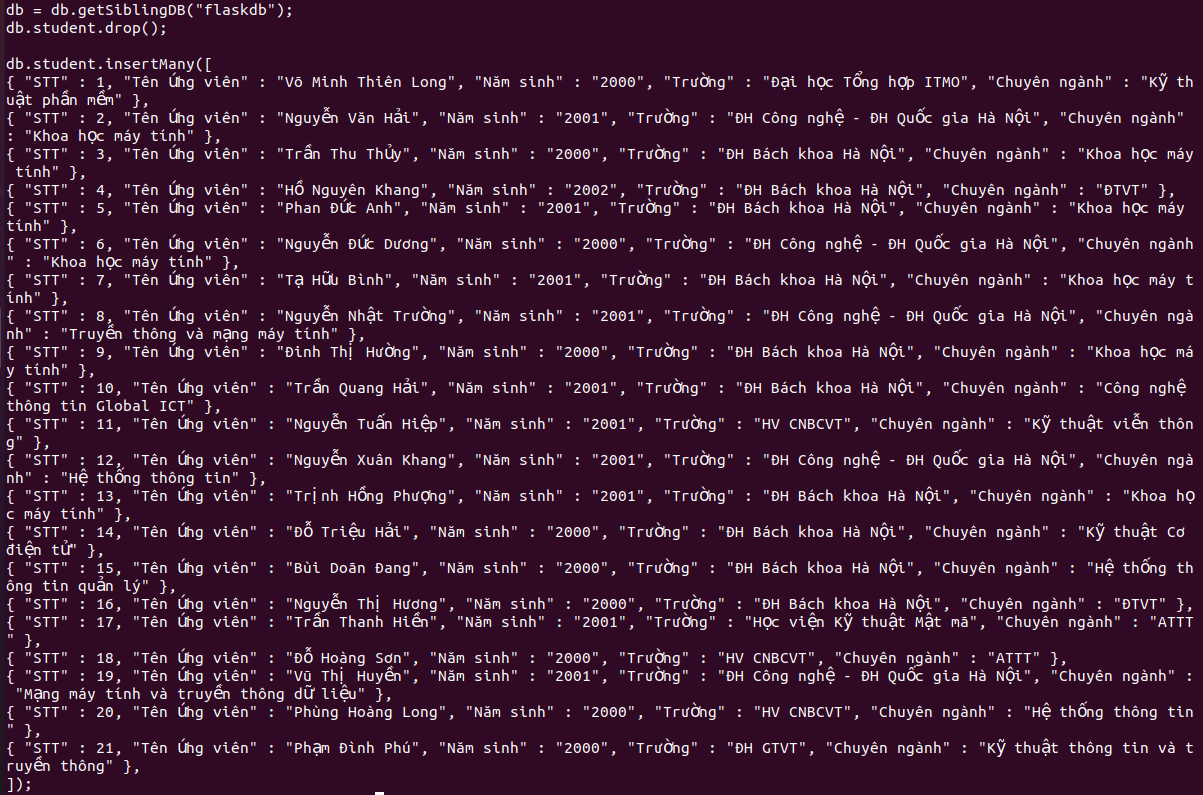 db = db.getSiblingDB("flaskdb");
db.student.drop();
db.student.insertMany([
{ "STT" : 1, "Tên Ứng viên" : "Võ Minh Thiên Long", "Năm sinh" : "2000", "Trường" : "Đại học Tổng hợp ITMO", "Chuyên ngành" : "Kỹ th
uật phần mềm" },
{ "STT" : 2, "Tên Ứng viên" : "Nguyễn Văn Hải", "Năm sinh" : "2001", "Trường" : "ĐH Công nghệ - ĐH Quốc gia Hà Nội", "Chuyên ngành"
: "Khoa học máy tính" },
{ "STT" : 3, "Tên Ứng viên" : "Trần Thu Thủy", "Năm sinh" : "2000", "Trường" : "ĐH Bách khoa Hà Nội", "Chuyên ngành" : "Khoa học máy
 tính" },
{ "STT" : 4, "Tên Ứng viên" : "Hồ Nguyên Khang", "Năm sinh" : "2002", "Trường" : "ĐH Bách khoa Hà Nội", "Chuyên ngành" : "ĐTVT" },
{ "STT" : 5, "Tên Ứng viên" : "Phan Đức Anh", "Năm sinh" : "2001", "Trường" : "ĐH Bách khoa Hà Nội", "Chuyên ngành" : "Khoa học máy
tính" },
{ "STT" : 6, "Tên Ứng viên" : "Nguyễn Đức Dương", "Năm sinh" : "2000", "Trường" : "ĐH Công nghệ - ĐH Quốc gia Hà Nội", "Chuyên ngành
" : "Khoa học máy tính" },
{ "STT" : 7, "Tên Ứng viên" : "Tạ Hữu Bình", "Năm sinh" : "2001", "Trường" : "ĐH Bách khoa Hà Nội", "Chuyên ngành" : "Khoa học máy t
ính" },
{ "STT" : 8, "Tên Ứng viên" : "Nguyễn Nhật Trường", "Năm sinh" : "2001", "Trường" : "ĐH Công nghệ - ĐH Quốc gia Hà Nội", "Chuyên ngà
nh" : "Truyền thông và mạng máy tính" },
{ "STT" : 9, "Tên Ứng viên" : "Đinh Thị Hường", "Năm sinh" : "2000", "Trường" : "ĐH Bách khoa Hà Nội", "Chuyên ngành" : "Khoa học má
y tính" },
{ "STT" : 10, "Tên Ứng viên" : "Trần Quang Hải", "Năm sinh" : "2001", "Trường" : "ĐH Bách khoa Hà Nội", "Chuyên ngành" : "Công nghệ
thông tin Global ICT" },
{ "STT" : 11, "Tên Ứng viên" : "Nguyễn Tuấn Hiệp", "Năm sinh" : "2001", "Trường" : "HV CNBCVT", "Chuyên ngành" : "Kỹ thuật viễn thôn
g" },
{ "STT" : 12, "Tên Ứng viên" : "Nguyễn Xuân Khang", "Năm sinh" : "2001", "Trường" : "ĐH Công nghệ - ĐH Quốc gia Hà Nội", "Chuyên ngà
nh" : "Hệ thống thông tin" },
{ "STT" : 13, "Tên Ứng viên" : "Trịnh Hồng Phượng", "Năm sinh" : "2001", "Trường" : "ĐH Bách khoa Hà Nội", "Chuyên ngành" : "Khoa họ
c máy tính" },
{ "STT" : 14, "Tên Ứng viên" : "Đỗ Triệu Hải", "Năm sinh" : "2000", "Trường" : "ĐH Bách khoa Hà Nội", "Chuyên ngành" : "Kỹ thuật Cơ
điện tử" },
{ "STT" : 15, "Tên Ứng viên" : "Bùi Doãn Đang", "Năm sinh" : "2000", "Trường" : "ĐH Bách khoa Hà Nội", "Chuyên ngành" : "Hệ thống th
ông tin quản lý" },
{ "STT" : 16, "Tên Ứng viên" : "Nguyễn Thị Hương", "Năm sinh" : "2000", "Trường" : "ĐH Bách khoa Hà Nội", "Chuyên ngành" : "ĐTVT" },
{ "STT" : 17, "Tên Ứng viên" : "Trần Thanh Hiền", "Năm sinh" : "2001", "Trường" : "Học viện Kỹ thuật Mật mã", "Chuyên ngành" : "ATTT
" },
{ "STT" : 18, "Tên Ứng viên" : "Đỗ Hoàng Sơn", "Năm sinh" : "2000", "Trường" : "HV CNBCVT", "Chuyên ngành" : "ATTT" },
{ "STT" : 19, "Tên Ứng viên" : "Vũ Thị Huyền", "Năm sinh" : "2001", "Trường" : "ĐH Công nghệ - ĐH Quốc gia Hà Nội", "Chuyên ngành" :
 "Mạng máy tính và truyền thông dữ liệu" },
{ "STT" : 20, "Tên Ứng viên" : "Phùng Hoàng Long", "Năm sinh" : "2000", "Trường" : "HV CNBCVT", "Chuyên ngành" : "Hệ thống thông tin
" },
{ "STT" : 21, "Tên Ứng viên" : "Phạm Đình Phú", "Năm sinh" : "2000", "Trường" : "ĐH GTVT", "Chuyên ngành" : "Kỹ thuật thông tin và t
ruyền thông" },
]);